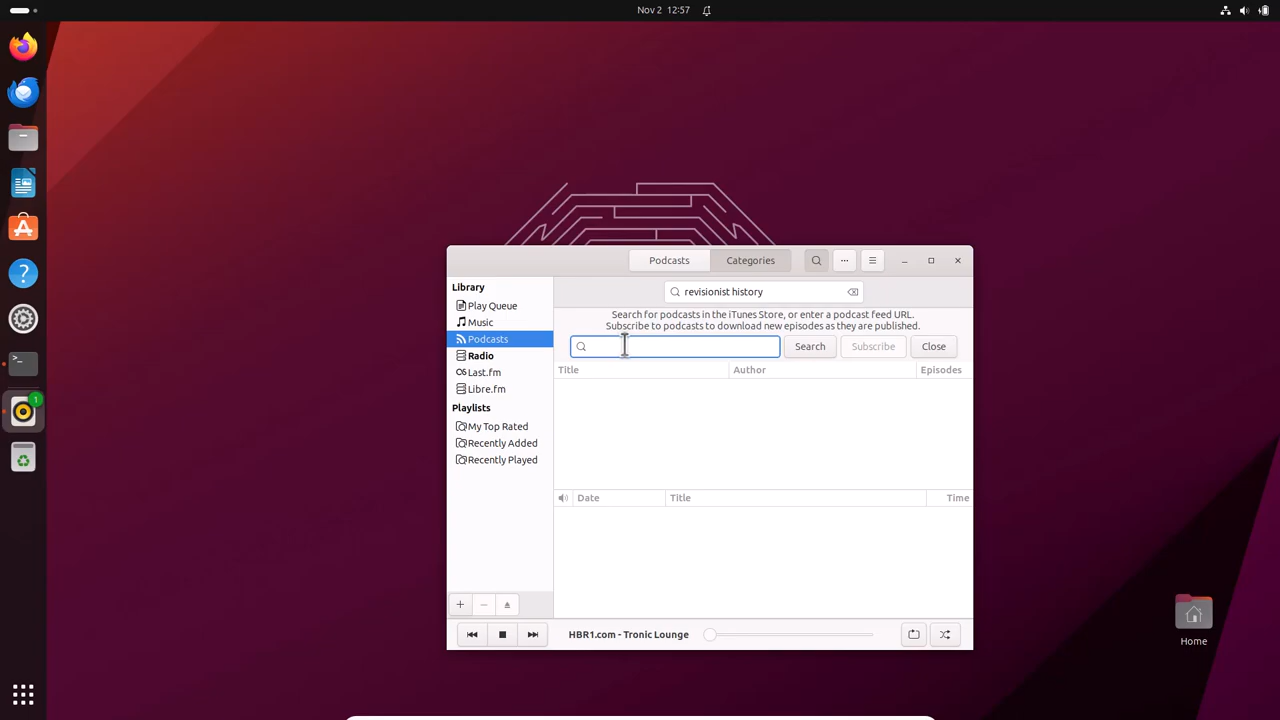 Nov 2 12:57
Podcasts
Categories
Library
revisionist history
Play Queue
Search for podcasts in the iTunes Store, or enter a podcast feed URL.
Music
Subscribe to podcasts to download new episodes as they are published.
Podcasts
Search
Subscribe
Close
Radio
Title
Author
Episodes
Last.fm
Libre.fm
Playlists
My Top Rated
Recently Added
Recently Played
Date
Title
Time
HBR1.com - Tronic Lounge
1
Home